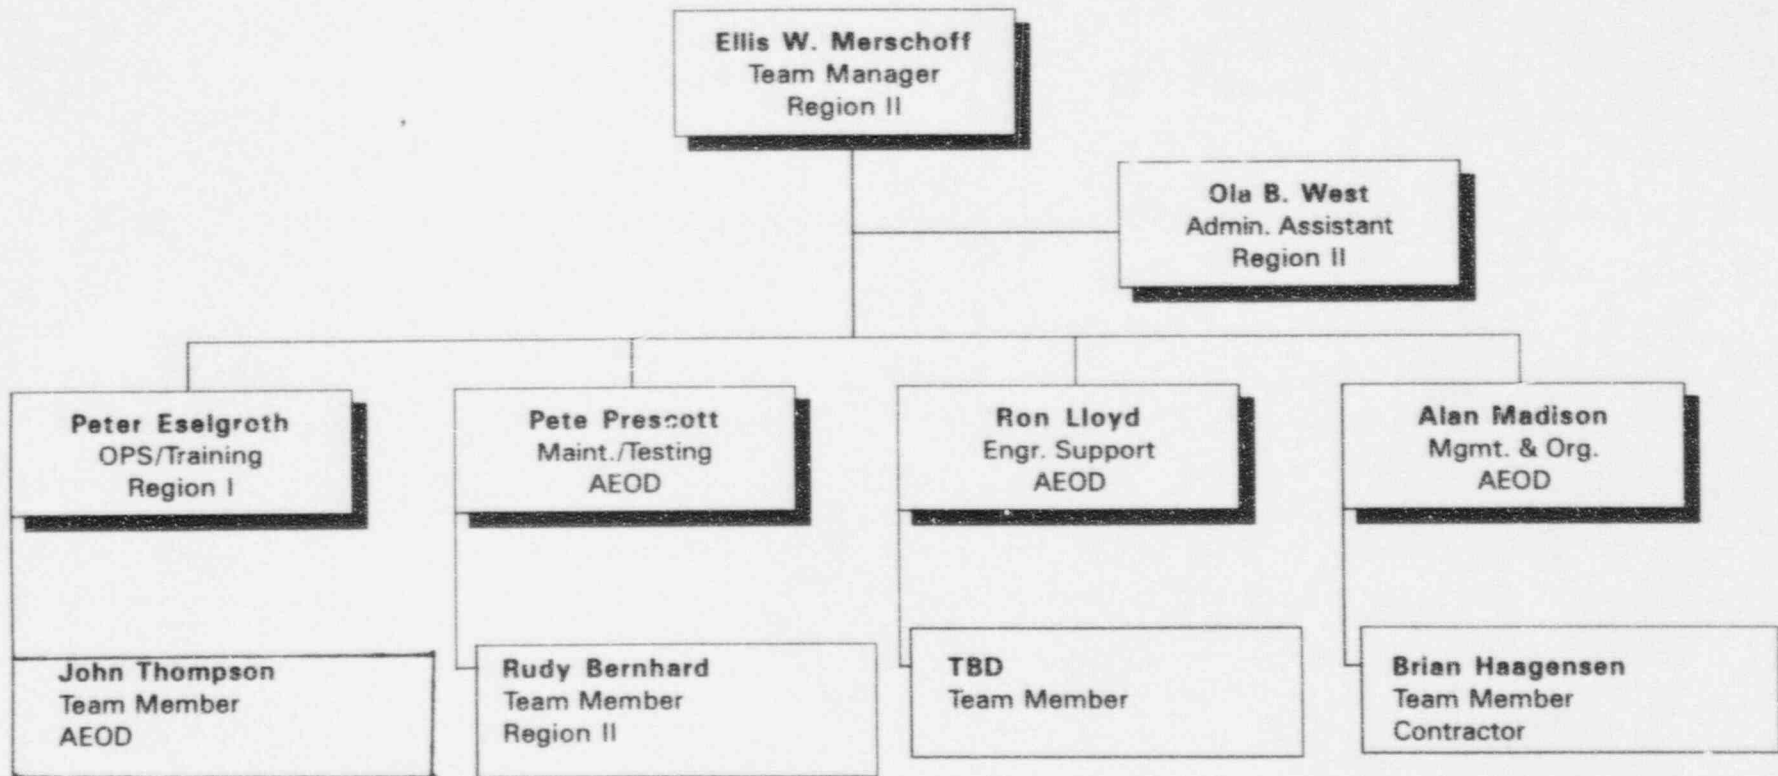 Ellis W. Merschoff
Team Manager
Region II
Ola B. West
Admin. Assistant
Region II
Peter Eselgroth
OPS/Training
Region I
Pete Prescott
Maint./Testing
AEOD
Ron Lloyd
Engr. Support
AEOD
Alan Madison
Mgmt. & Org.
AEOD
John Thompson
Team Member
AEOD
Rudy Bernhard
Team Member
Region II
TBD
Team Member
Brian Haagensen
Team Member
Contractor